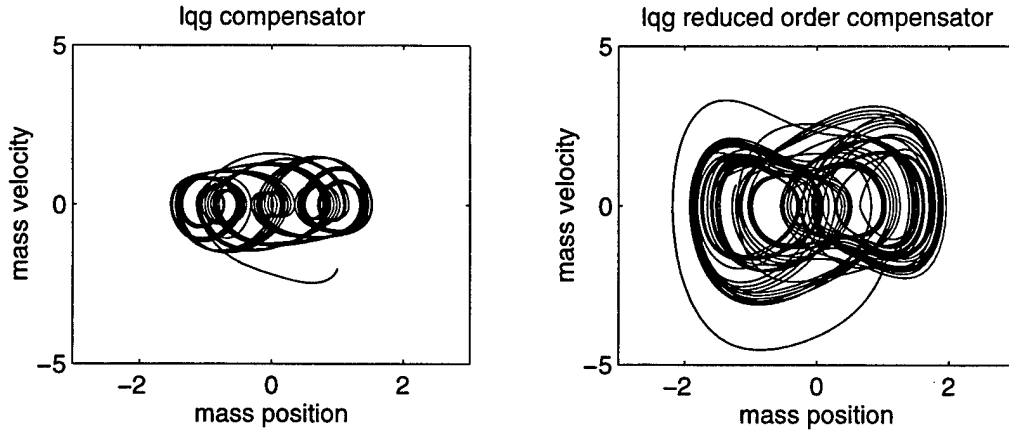 lqg compensator
5
0
−5
mass velocity
−2
0
2
mass position
lqg reduced order compensator
5
0
−5
mass velocity
−2
0
2
mass position